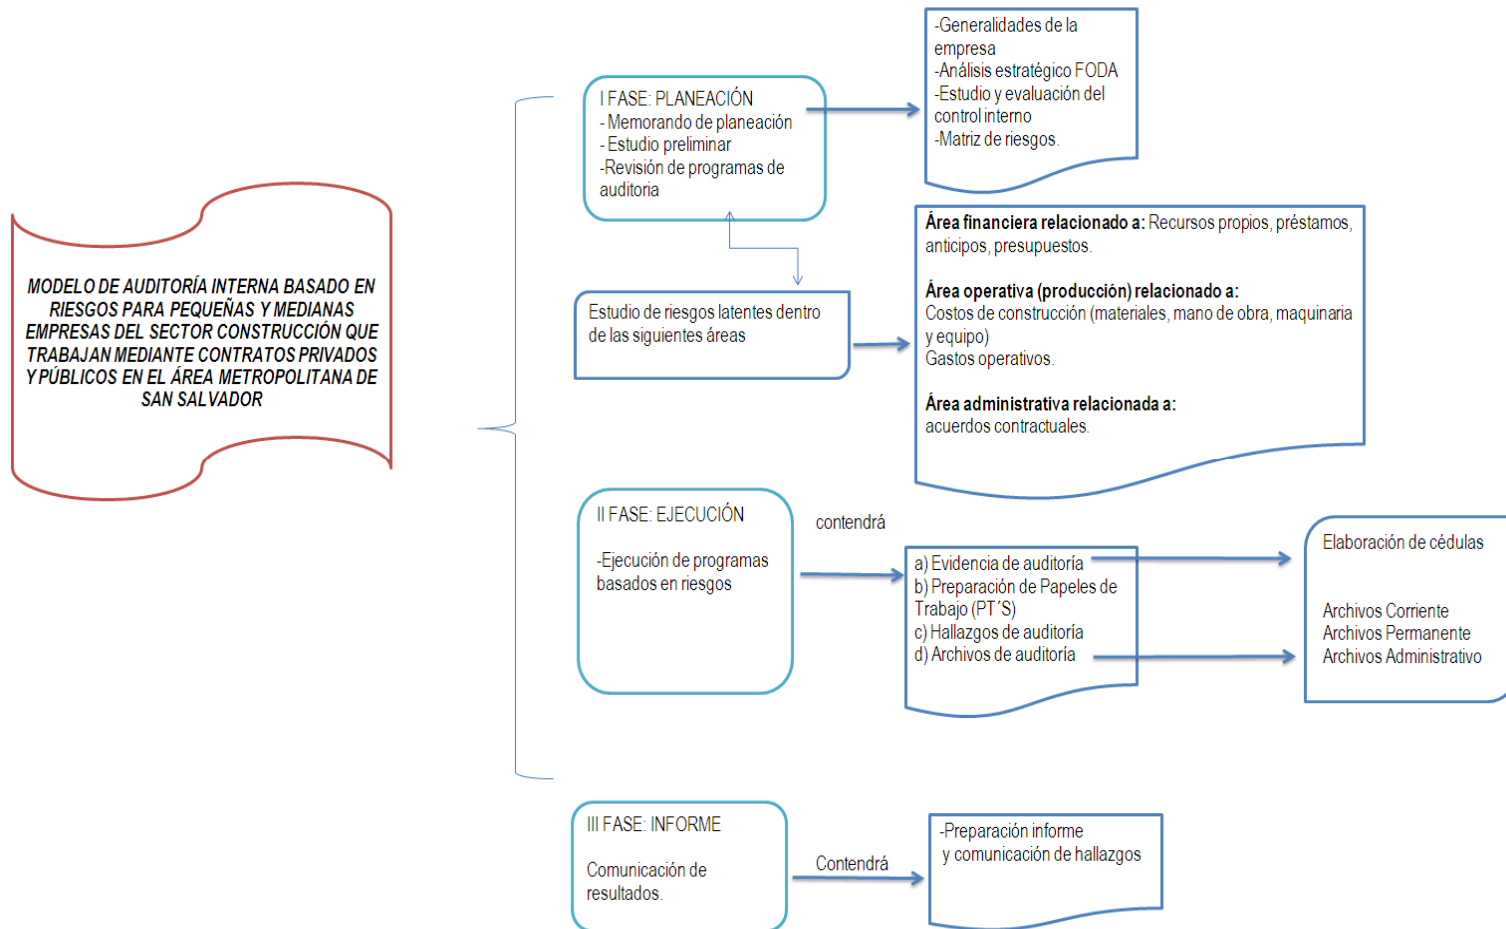 MODELO DE AUDITORÍA INTERNA BASADO EN
RIESGOS PARA PEQUEÑAS Y MEDIANAS
EMPRESAS DEL SECTOR CONSTRUCCIÓN QUE
TRABAJAN MEDIANTE CONTRATOS PRIVADOS
Y PÚBLICOS EN EL ÁREA METROPOLITANA DE
SAN SALVADOR
I FASE: PLANEACIÓN
- Memorando de planeación
- Estudio preliminar
-Revisión de programas de
auditoria
-Generalidades de la
empresa
-Análisis estratégico FODA
-Estudio y evaluación del
control interno
-Matriz de riesgos.
Estudio de riesgos latentes dentro
de las siguientes áreas
Área financiera relacionado a: Recursos propios, préstamos,
anticipos, presupuestos.
Área operativa (producción) relacionado a:
Costos de construcción (materiales, mano de obra, maquinaria
y equipo)
Gastos operativos.
Área administrativa relacionada a:
acuerdos contractuales.
II FASE: EJECUCIÓN
-Ejecución de programas
basados en riesgos
contendrá
a) Evidencia de auditoría
b) Preparación de Papeles de
Trabajo (PT´S)
c) Hallazgos de auditoría
d) Archivos de auditoría
Elaboración de cédulas
Archivos Corriente
Archivos Permanente
Archivos Administrativo
III FASE: INFORME
Comunicación de
resultados.
Contendrá
-Preparación informe
y comunicación de hallazgos